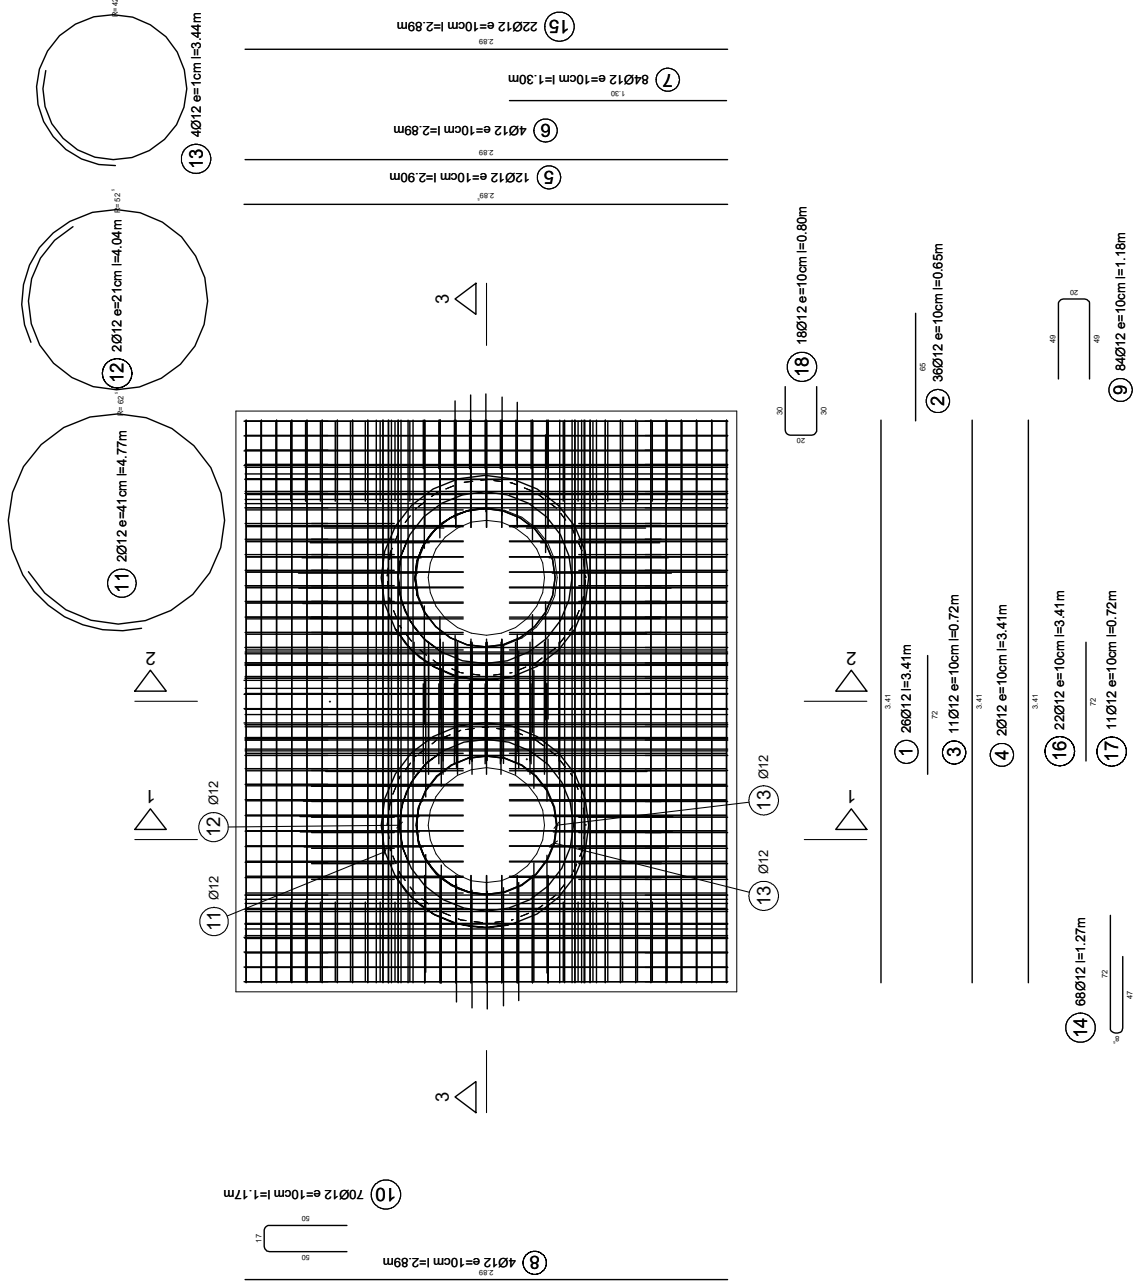 R= 42
13 4Ø12 e=1cm l=3.44m
R= 52
12 2Ø12 e=21cm l=4.04m
R= 62
11 2Ø12 e=41cm l=4.77m
15 22Ø12 e=10cm l=2.89m
2.89
7 84Ø12 e=10cm l=1.30m
1.30
6 4Ø12 e=10cm l=2.89m
2.89
5 12Ø12 e=10cm l=2.90m
2.89
3
18 18Ø12 e=10cm l=0.80m
30
20
30
2 36Ø12 e=10cm l=0.65m
65
9 84Ø12 e=10cm l=1.18m
20
49
49
2
2
1
1
12 Ø12
11 Ø12
13 Ø12
13 Ø12
3.41
1 26Ø12 l=3.41m
72
3 11Ø12 e=10cm l=0.72m
3.41
4 2Ø12 e=10cm l=3.41m
3.41
16 22Ø12 e=10cm l=3.41m
72
17 11Ø12 e=10cm l=0.72m
14 68Ø12 l=1.27m
72
47
8
3
10 70Ø12 e=10cm l=1.17m
17
50
50
8 4Ø12 e=10cm l=2.89m
2.89